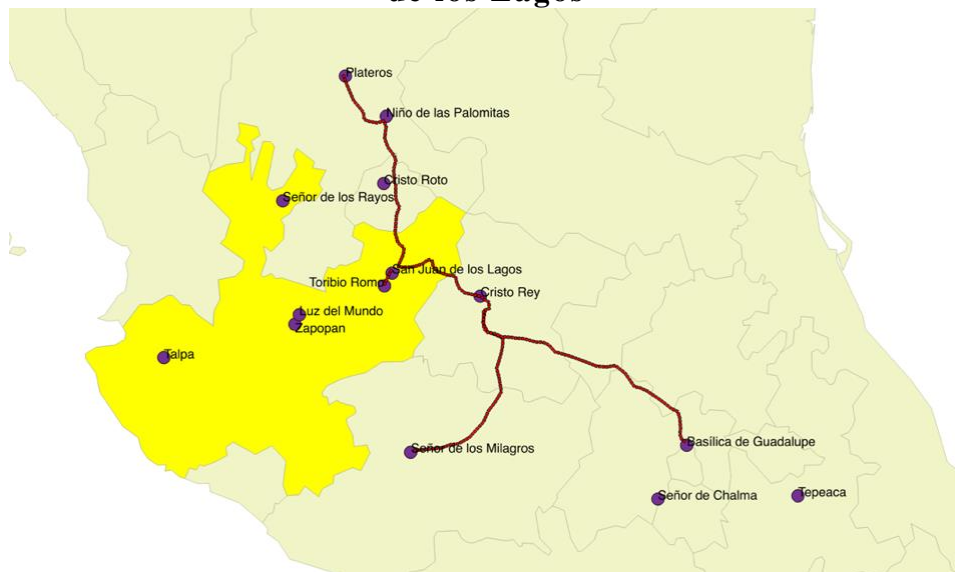 de los Lagos
Plateros
Niño de las Palomitas
Cristo Roto
Señor de los Rayos
San Juan de los Lagos
Toribio Romo
Cristo Rey
Luz del Mundo
Zapopan
Talpa
Señor de los Milagros
Basílica de Guadalupe
Señor de Chalma
Tepeaca